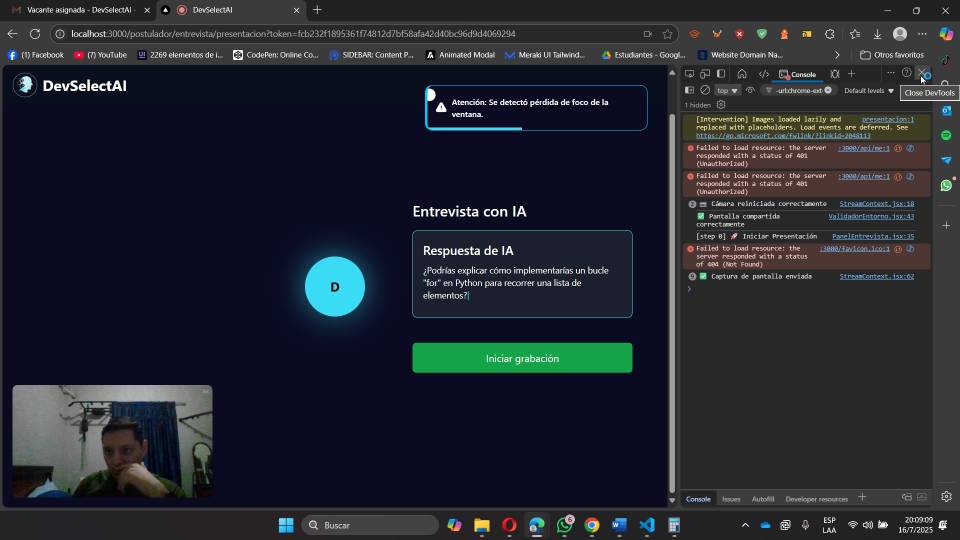 Vacante asignada - DevSelectAI - d
DevSelectAI
localhost:3000/postulador/entrevista/presentacion?token=fcb232f1895361f74812d7bf58afa42d40bc96d9d4069294
(1) Facebook
(7) YouTube
2269 elementos de i...
CodePen: Online Co...
SIDEBAR: Content P...
Animated Modal
Meraki UI Tailwind...
Estudiantes - Googl...
Website Domain Na...
Otros favoritos
DevSelectAI
Atención: Se detectó pérdida de foco de la
ventana.
Entrevista con IA
Respuesta de IA
¿Podrías explicar cómo implementarías un bucle
"for" en Python para recorrer una lista de
elementos?
D
Iniciar grabación
Console
Close DevTools
top
-url:chrome-ext
Default levels
1 hidden
[Intervention] Images loaded lazily and presentacion:1
replaced with placeholders. Load events are deferred. See
https://go.microsoft.com/fwlink/?linkid=2048113
Failed to load resource: the server :3000/api/me:1
responded with a status of 401
(Unauthorized)
Failed to load resource: the server :3000/api/me:1
responded with a status of 401
(Unauthorized)
2 Cámara reiniciada correctamente StreamContext.jsx:18
Pantalla compartida ValidadorEntorno.jsx:43
correctamente
[step 0] Iniciar Presentación PanelEntrevista.jsx:35
Failed to load resource: the :3000/favicon.ico:1
server responded with a status
of 404 (Not Found)
9 Captura de pantalla enviada StreamContext.jsx:62
Console Issues Autofill Developer resources
Buscar
6
ESP
LAA
20:09:09
16/7/2025